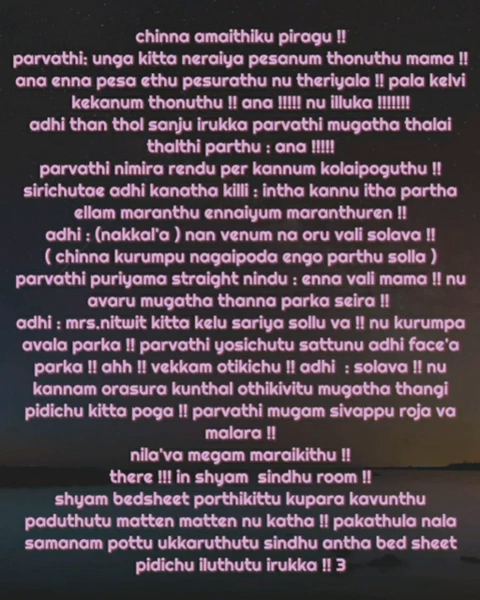 chinna amaithiku piragu !!
parvathi: unga kitta neraiya pesanum thonuthu mama !!
ana enna pesa ethu pesurathu nu theriyala !! pala kelvi
kekanum thonuthu !! ana !!!!! nu illuka !!!!!!!
adhi than thol sanju irukka parvathi mugatha thalai
thalthi parthu : ana !!!!!
parvathi nimira rendu per kannum kolaipoguthu !!
sirichutae adhi kanatha killi : intha kannu itha partha
ellam maranthu ennaiyum maranthuren !!
adhi : (nakkal'a ) nan venum na oru vali solava !!
( chinna kurumpu nagaipoda engo parthu solla )
parvathi puriyama straight nindu : enna vali mama !! nu
avaru mugatha thanna parka seira !!
adhi : mrs.nitwit kitta kelu sariya sollu va !! nu kurumpa
avala parka !! parvathi yosichutu sattunu adhi face'a
parka !! ahh !! vekkam otikichu !! adhi  : solava !! nu
kannam orasura kunthal othikivitu mugatha thangi
pidichu kitta poga !! parvathi mugam sivappu roja va
malara !!
nila'va megam maraikithu !!
there !!! in shyam  sindhu room !!
shyam bedsheet porthikittu kupara kavunthu
paduthutu matten matten nu katha !! pakathula nala
samanam pottu ukkaruthutu sindhu antha bed sheet
pidichu iluthutu irukka !! 3